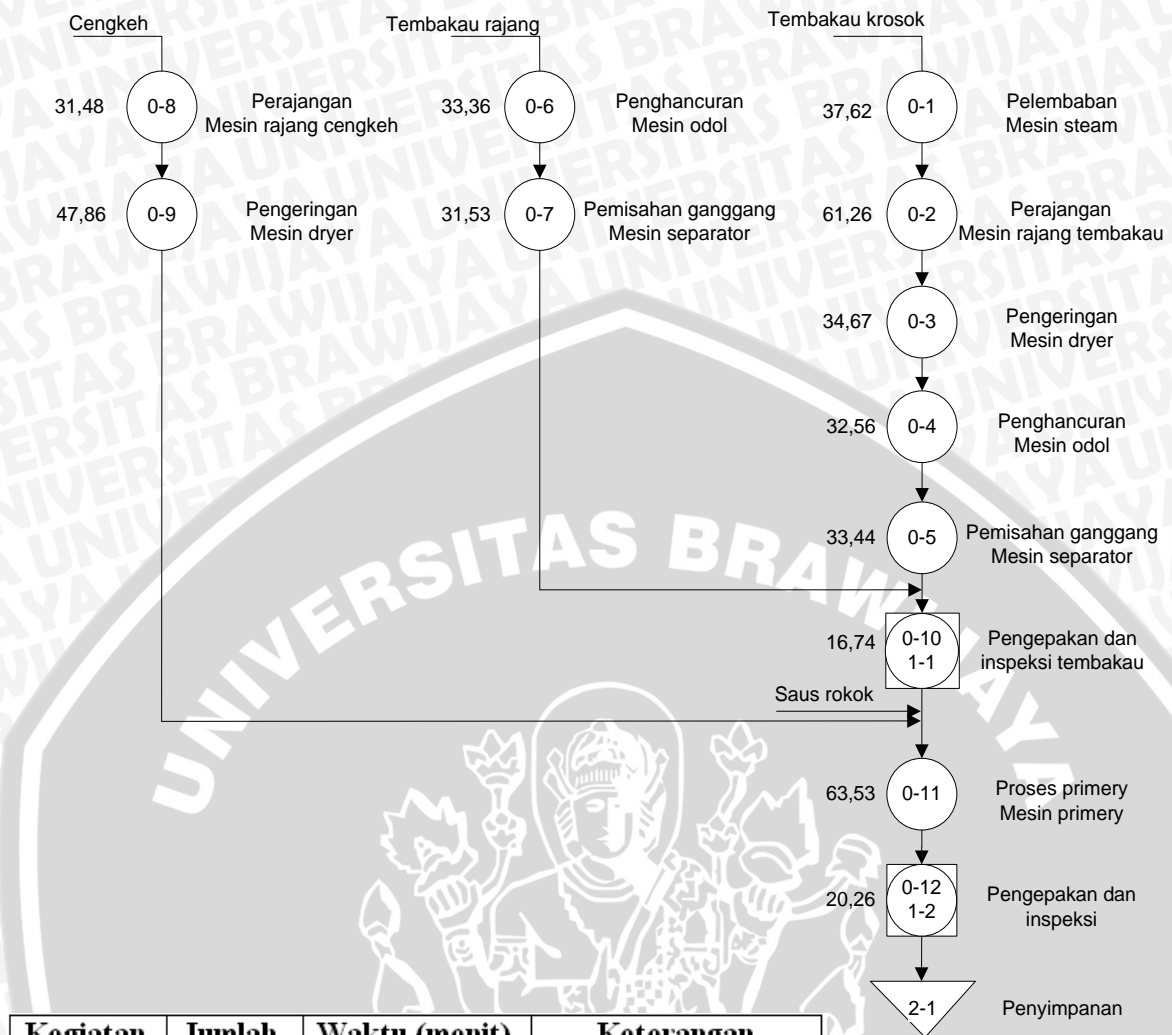 Cengkeh
31,48
0-8
Perajangan
Mesin rajang cengkeh
47,86
0-9
Pengeringan
Mesin dryer
Tembakau rajang
33,36
0-6
Penghancuran
Mesin odol
31,53
0-7
Pemisahan ganggang
Mesin separator
Tembakau krosok
37,62
0-1
Pelembaban
Mesin steam
61,26
0-2
Perajangan
Mesin rajang tembakau
34,67
0-3
Pengeringan
Mesin dryer
32,56
0-4
Penghancuran
Mesin odol
33,44
0-5
Pemisahan ganggang
Mesin separator
16,74
0-10
1-1
Pengepakan dan
inspeksi tembakau
Saus rokok
63,53
0-11
Proses primery
Mesin primery
20,26
0-12
1-2
Pengepakan dan
inspeksi
2-1
Penyimpanan
UNIVERSITAS BRAWIJAYA
Kegiatan Jumlah Waktu (menit) Keterangan